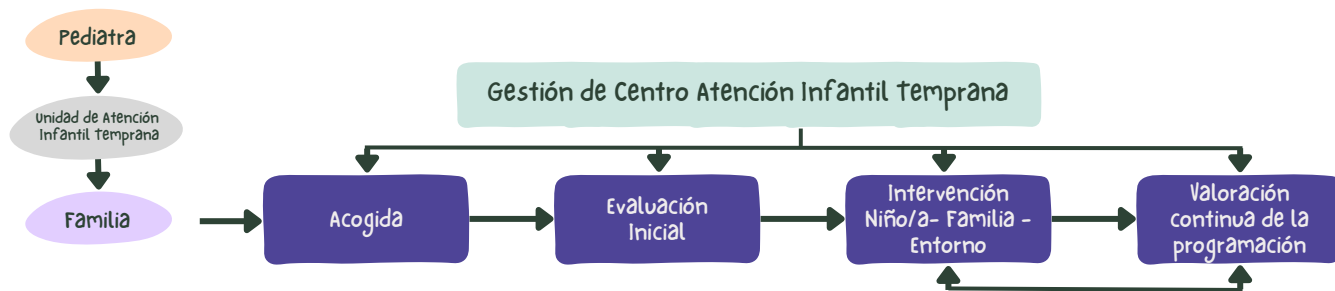 Pediatra
Unidad de Atención
Infantil Temprana
Familia
Gestión de Centro Atención Infantil Temprana
Acogida
Evaluación
Inicial
Intervención
Niño/a- Familia -
Entorno
Valoración
continua de la
programación